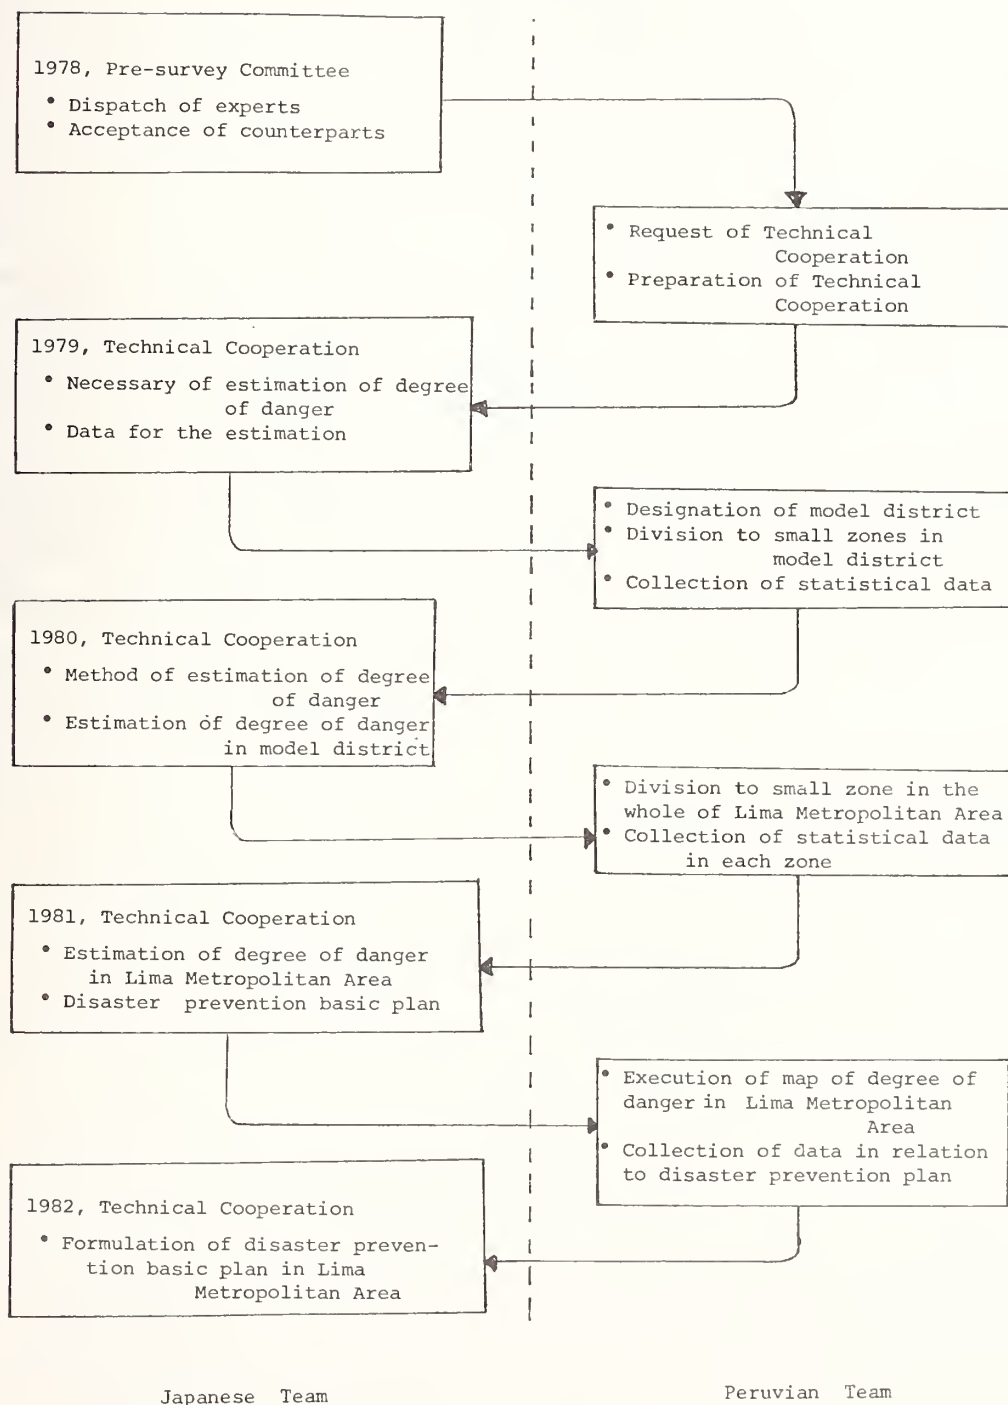 1978, Pre-survey Committee
• Dispatch of experts
• Acceptance of counterparts
• Request of Technical
Cooperation
• Preparation of Technical
Cooperation
1979, Technical Cooperation
• Necessary of estimation of degree
of danger
• Data for the estimation
• Designation of model district
• Division to small zones in
model district
• Collection of statistical data
1980, Technical Cooperation
• Method of estimation of degree
of danger
• Estimation of degree of danger
in model district
• Division to small zone in the
whole of Lima Metropolitan Area
• Collection of statistical data
in each zone
1981, Technical Cooperation
• Estimation of degree of danger
in Lima Metropolitan Area
• Disaster prevention basic plan
• Execution of map of degree of
danger in Lima Metropolitan
Area
• Collection of data in relation
to disaster prevention plan
1982, Technical Cooperation
• Formulation of disaster preven-
tion basic plan in Lima
Metropolitan Area
Japanese Team
Peruvian Team